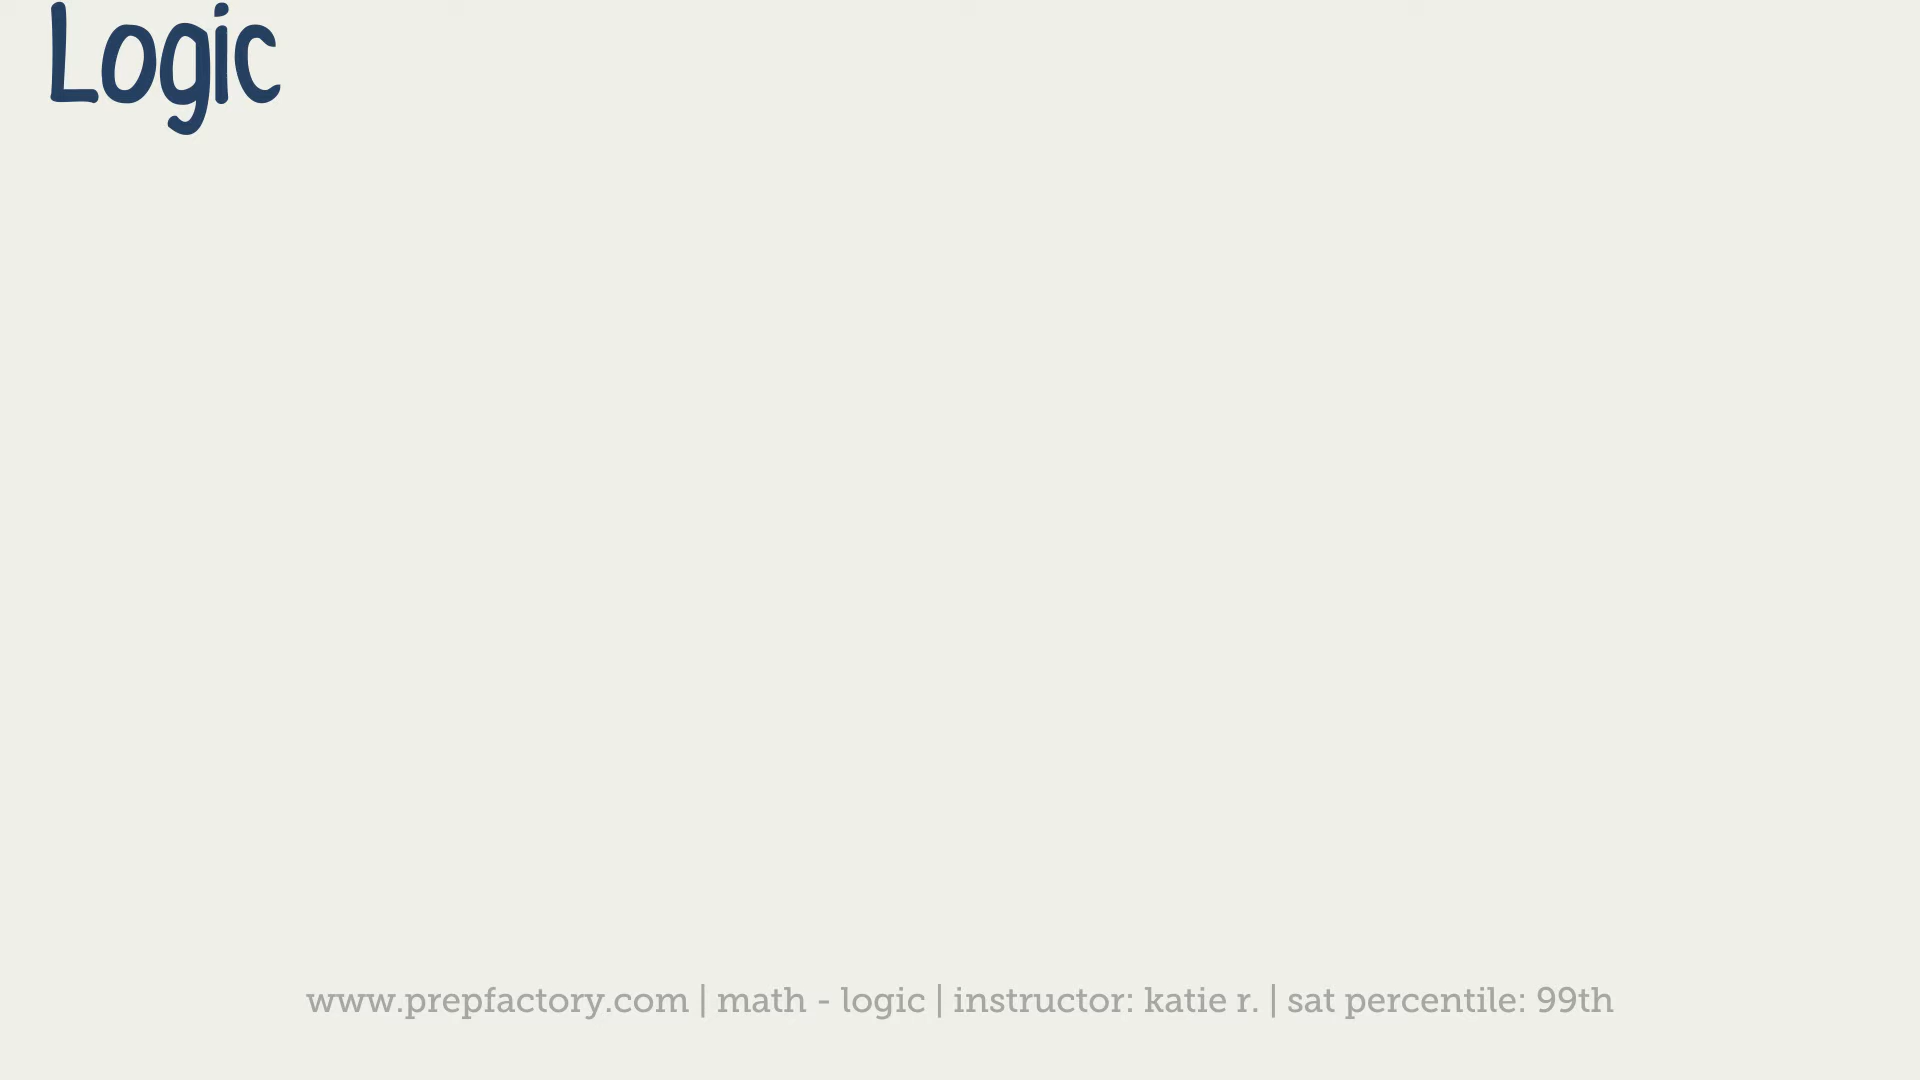 Logic
www.prepfactory.com | math - logic | instructor: katie r. | sat percentile: 99th